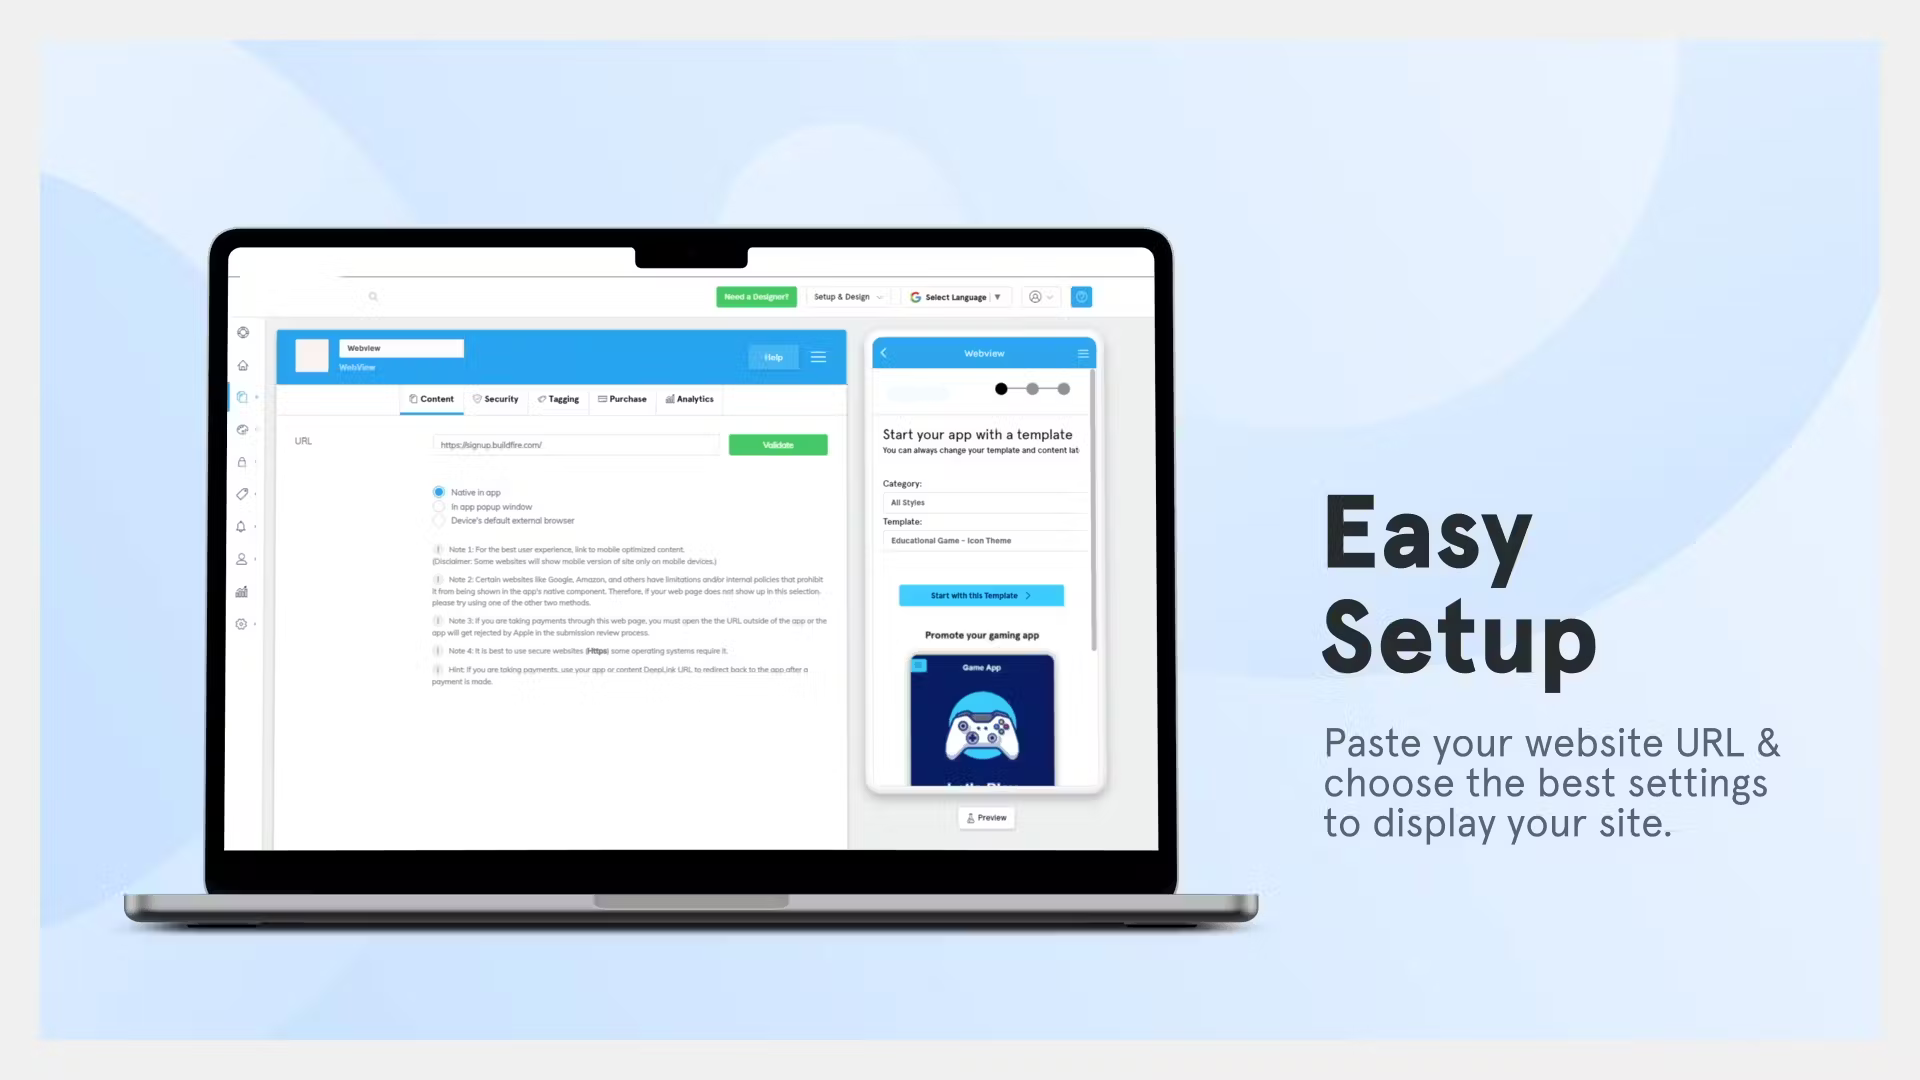 Need a Designer?
Setup & Design
Select Language
Webview
WebView
Help
Content
Security
Tagging
Purchase
Analytics
URL
https://signup.buildfire.com/
Validate
Native in app
In app popup window
Device's default external browser
Note 1: For the best user experience, link to mobile optimized content.
(Disclaimer: Some websites will show mobile version of site only on mobile devices.)
Note 2: Certain websites like Google, Amazon, and others have limitations and/or internal policies that prohibit
it from being shown in the app's native component. Therefore, if your web page does not show up in this selection,
please try using one of the other two methods.
Note 3: If you are taking payments through this web page, you must open the the URL outside of the app or the
app will get rejected by Apple in the submission review process.
Note 4: It is best to use secure websites (Https) some operating systems require it.
Hint: If you are taking payments, use your app or content DeepLink URL to redirect back to the app after a
payment is made.
Webview
Start your app with a template
You can always change your template and content lat
Category:
All Styles
Template:
Educational Game - Icon Theme
Start with this Template
Promote your gaming app
Game App
Preview
Easy
Setup
Paste your website URL &
choose the best settings
to display your site.